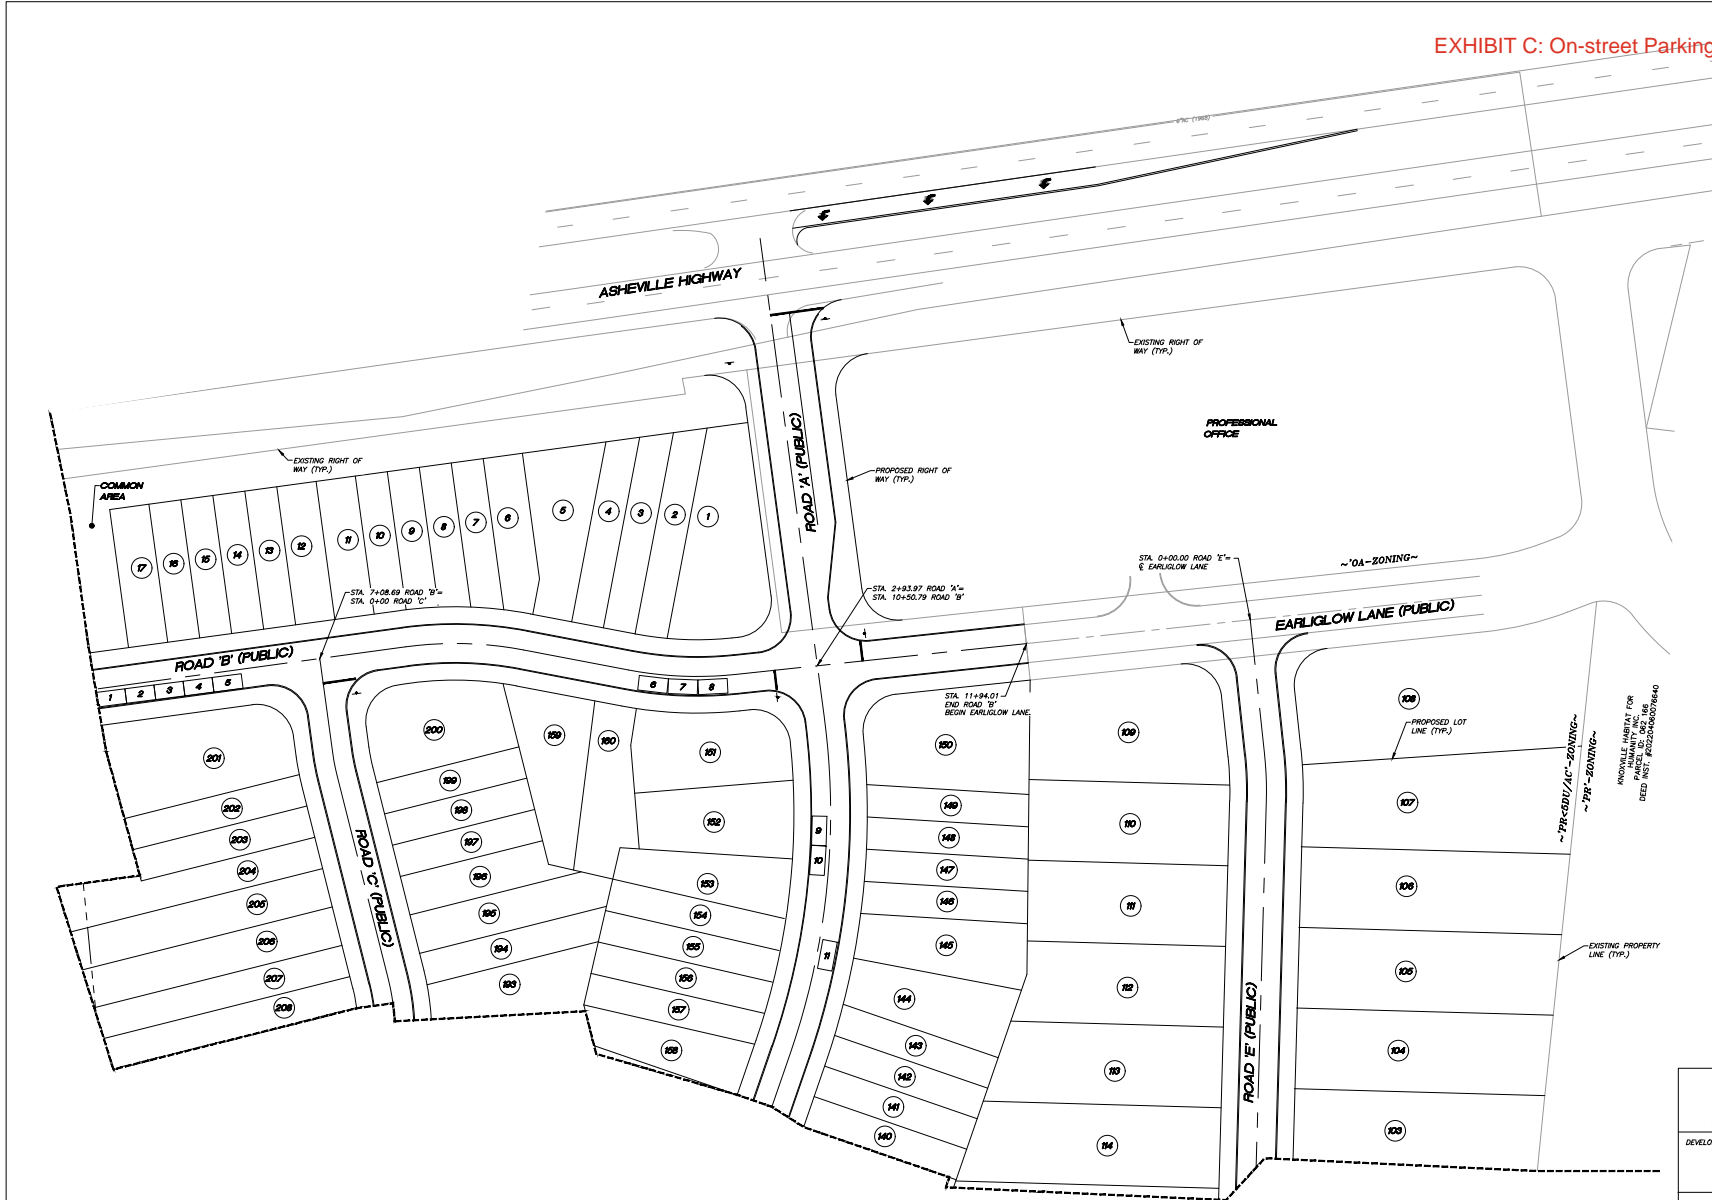 EXHIBIT C: On-street Parking
ASHEVILLE HIGHWAY
EXISTING RIGHT OF
WAY (TYP.)
PROFESSIONAL
OFFICE
EXISTING RIGHT OF
WAY (TYP.)
COMMON
AREA
ROAD 'A' (PUBLIC)
PROPOSED RIGHT OF
WAY (TYP.)
17
16
15
14
13
12
11
10
9
8
7
6
5
4
3
2
1
STA. 7+08.69 ROAD 'B'=
STA. 0+00 ROAD 'C'
STA. 2+93.97 ROAD 'A'=
STA. 10+50.79 ROAD 'B'
STA. 0+00.00 ROAD 'E'=
℄ EARLIGLOW LANE
~'OA-ZONING~
EARLIGLOW LANE (PUBLIC)
ROAD 'B' (PUBLIC)
1
2
3
4
5
6
7
8
STA. 11+94.01
END ROAD 'B'
BEGIN EARLIGLOW LANE
9
10
11
201
202
203
204
205
206
207
208
ROAD 'C' (PUBLIC)
200
199
198
197
196
195
194
193
159
160
151
152
153
154
155
156
157
158
150
149
148
147
146
145
144
143
142
141
140
109
110
111
112
113
114
ROAD 'E' (PUBLIC)
108
PROPOSED LOT
LINE (TYP.)
107
106
105
104
103
~'PR<5DU/AC'-ZONING~
~'PR'-ZONING~
KNOXVILLE HABITAT FOR
HUMANITY INC.
PARCEL ID: 062 166
DEED INST. #202204060076640
EXISTING PROPERTY
LINE (TYP.)
DEVELO